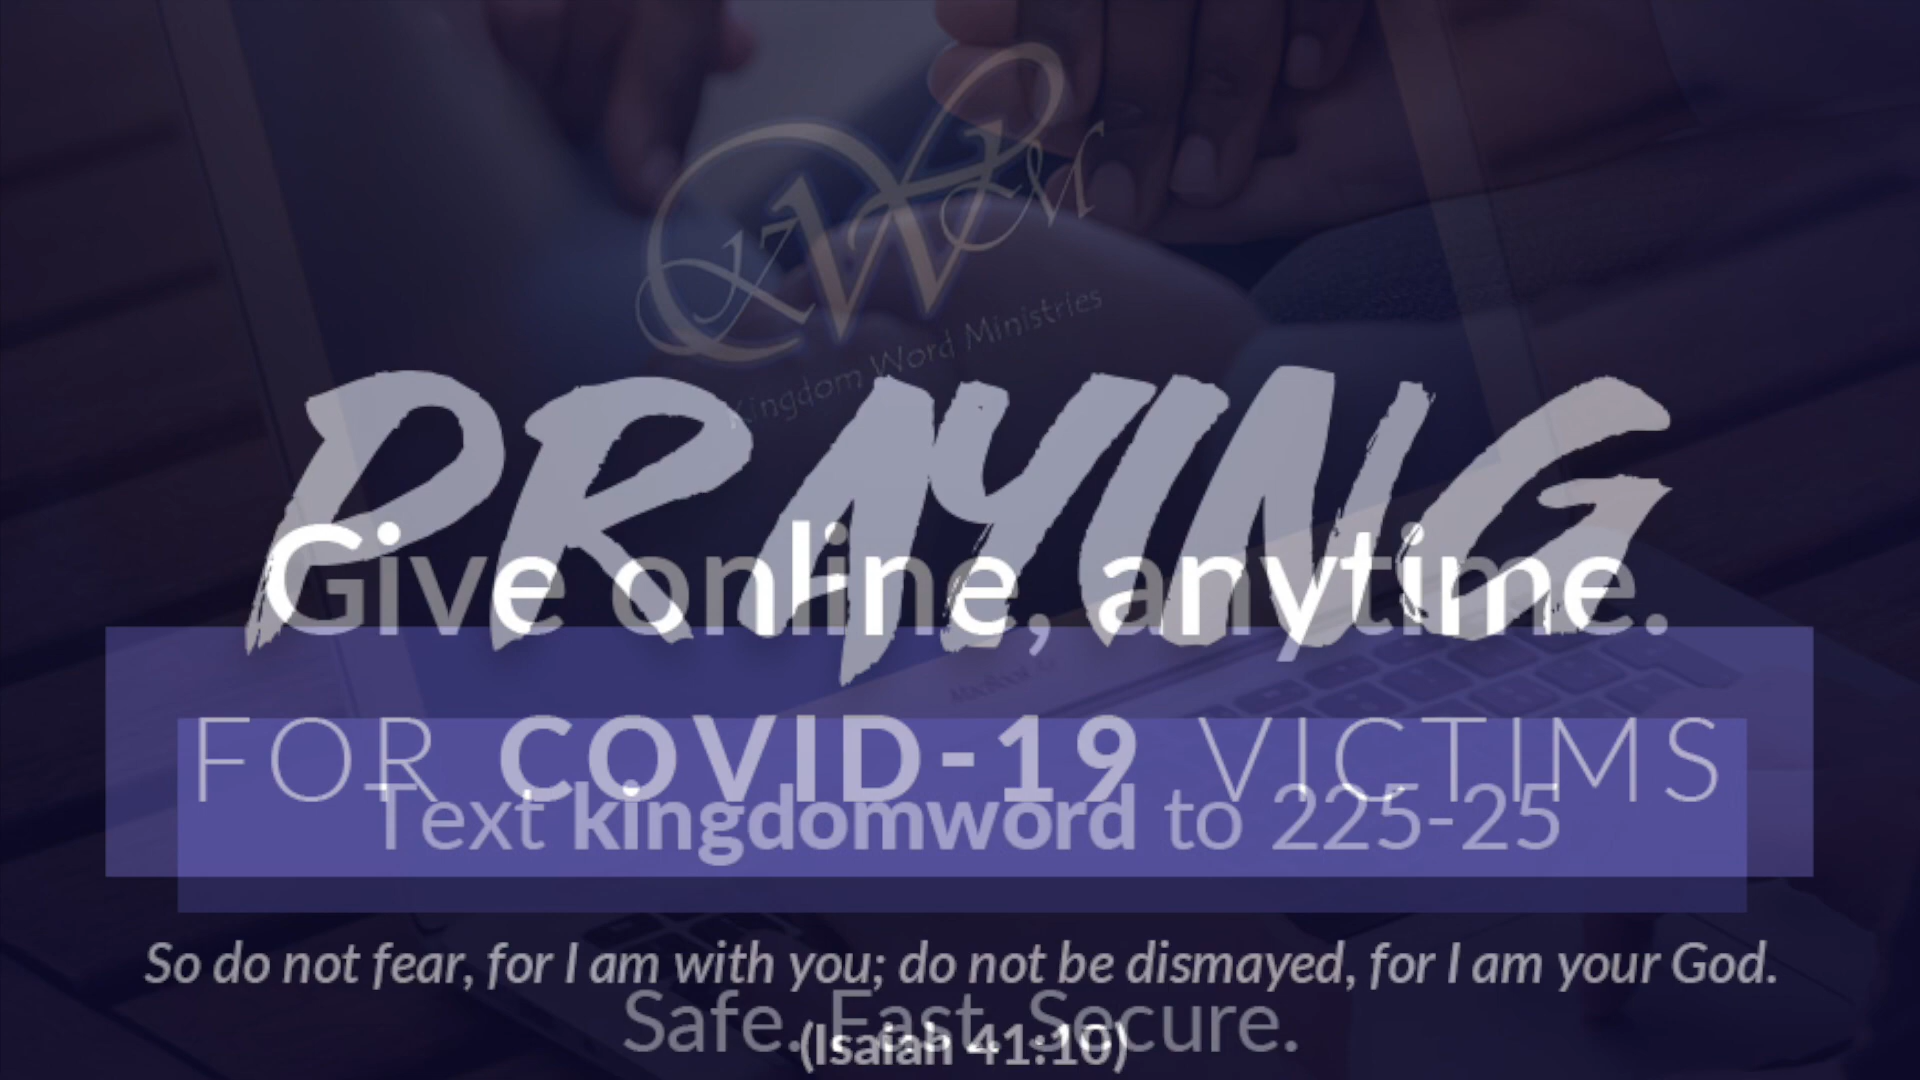 KWM
Kingdom Word Ministries
PRAYING
Give online, anytime.
FOR COVID-19 VICTIMS
Text kingdomword to 225-25
So do not fear, for I am with you; do not be dismayed, for I am your God.
Safe. Fast. Secure.
(Isaiah 41:10)